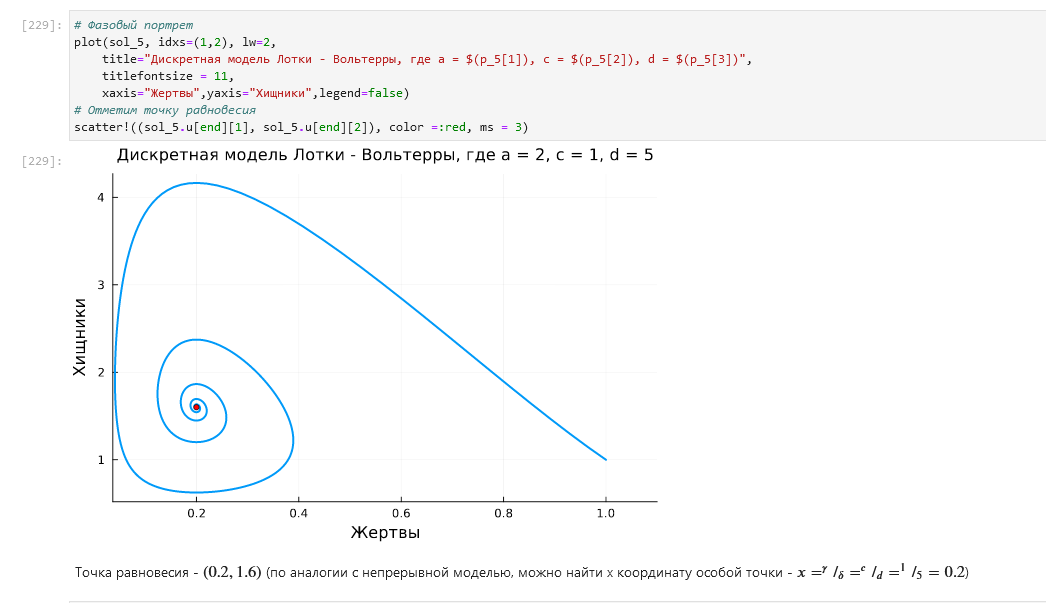 [229]:
# Фазовый портрет
plot(sol_5, idxs=(1,2), lw=2,
title="Дискретная модель Лотки - Вольтерры, где a = $(p_5[1]), c = $(p_5[2]), d = $(p_5[3])",
titlefontsize = 11,
xaxis="Жертвы",yaxis="Хищники",legend=false)
# Отметим точку равновесия
scatter!((sol_5.u[end][1], sol_5.u[end][2]), color =:red, ms = 3)
[229]:
Дискретная модель Лотки - Вольтерры, где a = 2, c = 1, d = 5
4
3
2
1
Хищники
0.2 0.4 0.6 0.8 1.0
Жертвы
Точка равновесия - (0.2, 1.6) (по аналогии с непрерывной моделью, можно найти x координату особой точки - x =γ /δ =c /d =1 /5 = 0.2)